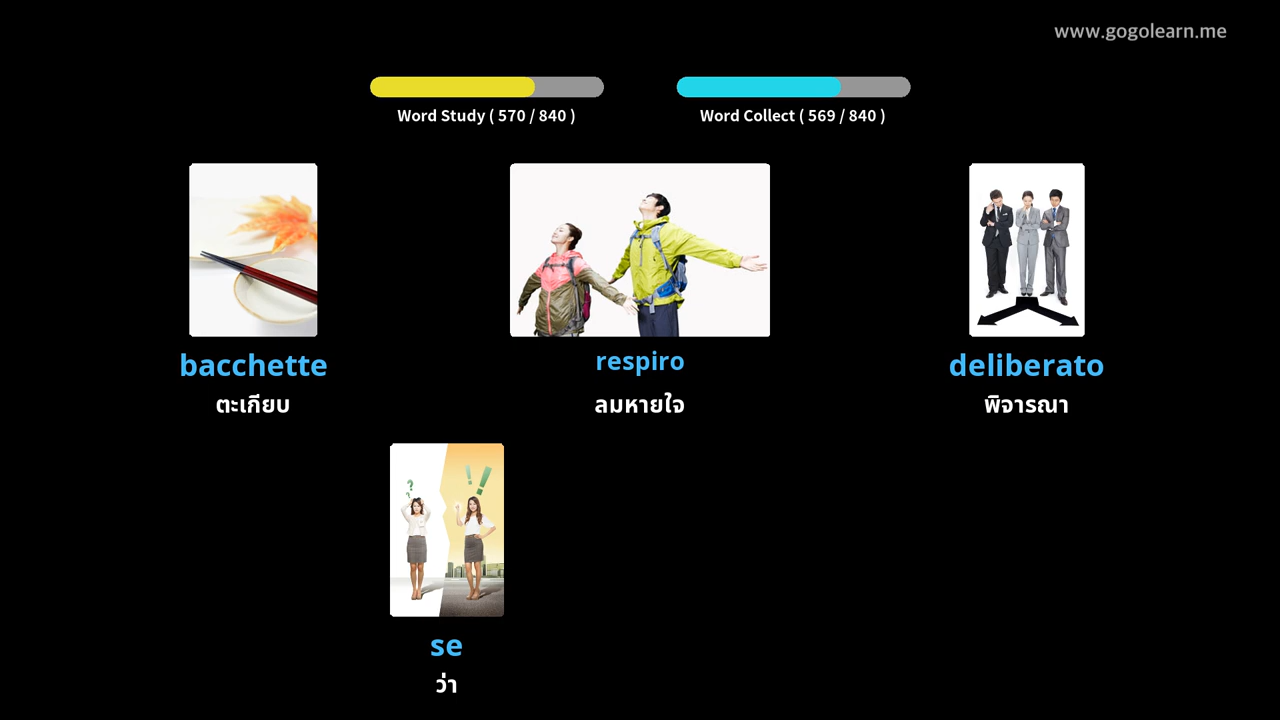 www.gogolearn.me
Word Study ( 570 / 840 )
Word Collect ( 569 / 840 )
bacchette
ตะเกียบ
respiro
ลมหายใจ
deliberato
พิจารณา
? 
!!
se
ว่า